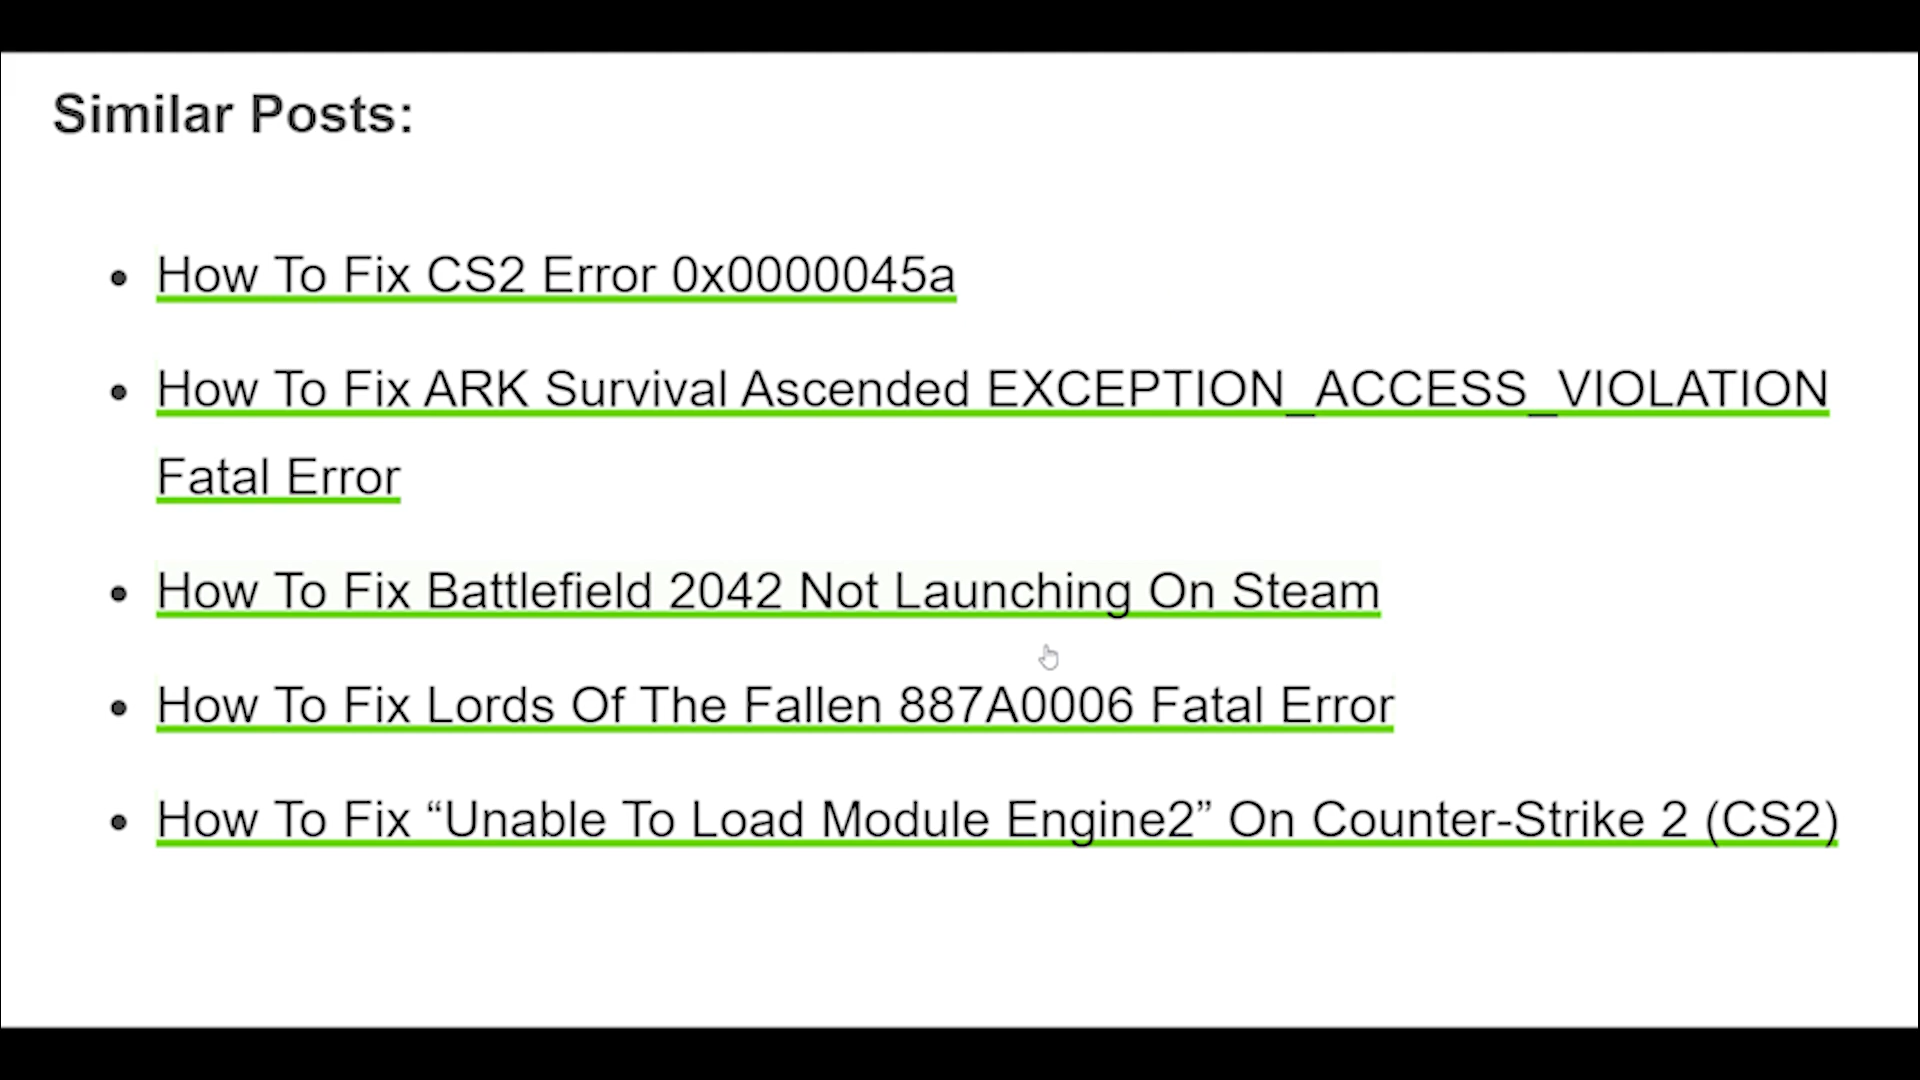 Similar Posts:
How To Fix CS2 Error 0x0000045a
How To Fix ARK Survival Ascended EXCEPTION_ACCESS_VIOLATION
Fatal Error
How To Fix Battlefield 2042 Not Launching On Steam
How To Fix Lords Of The Fallen 887A0006 Fatal Error
How To Fix “Unable To Load Module Engine2” On Counter-Strike 2 (CS2)